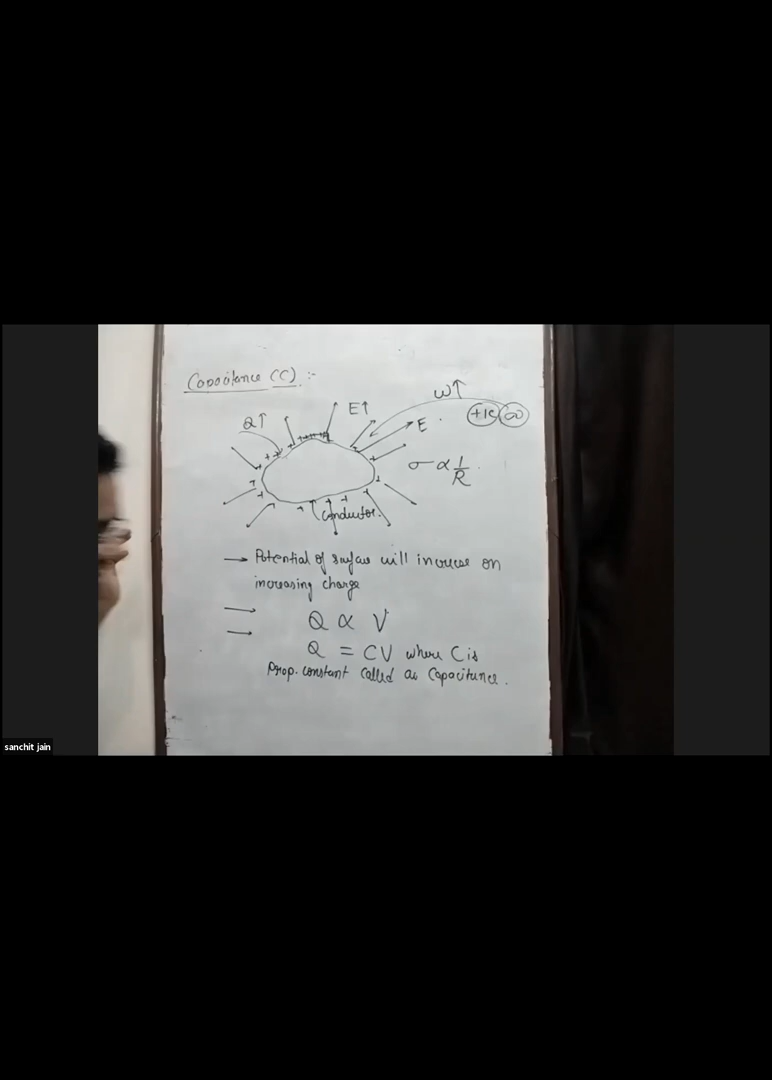 Capacitance (C) :-
W↑
E↑
Q↑
+1C ∞
E
σ ∝ 1/R
Conductor.
→ Potential of surface will increase on
increasing charge
→ Q ∝ V
→ Q = CV where C is
Prop. constant called as Capacitance.
sanchit jain